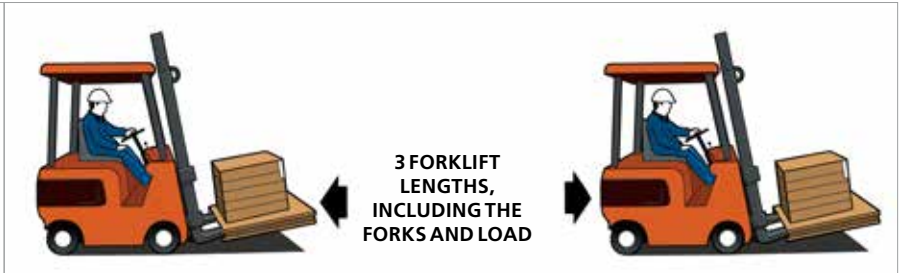 3 FORKLIFT
LENGTHS,
INCLUDING THE
FORKS AND LOAD